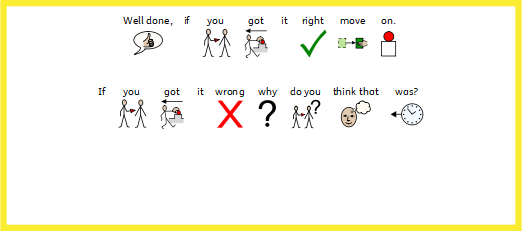 Well done, if you got it right move on.
If you got it wrong why do you think that was?